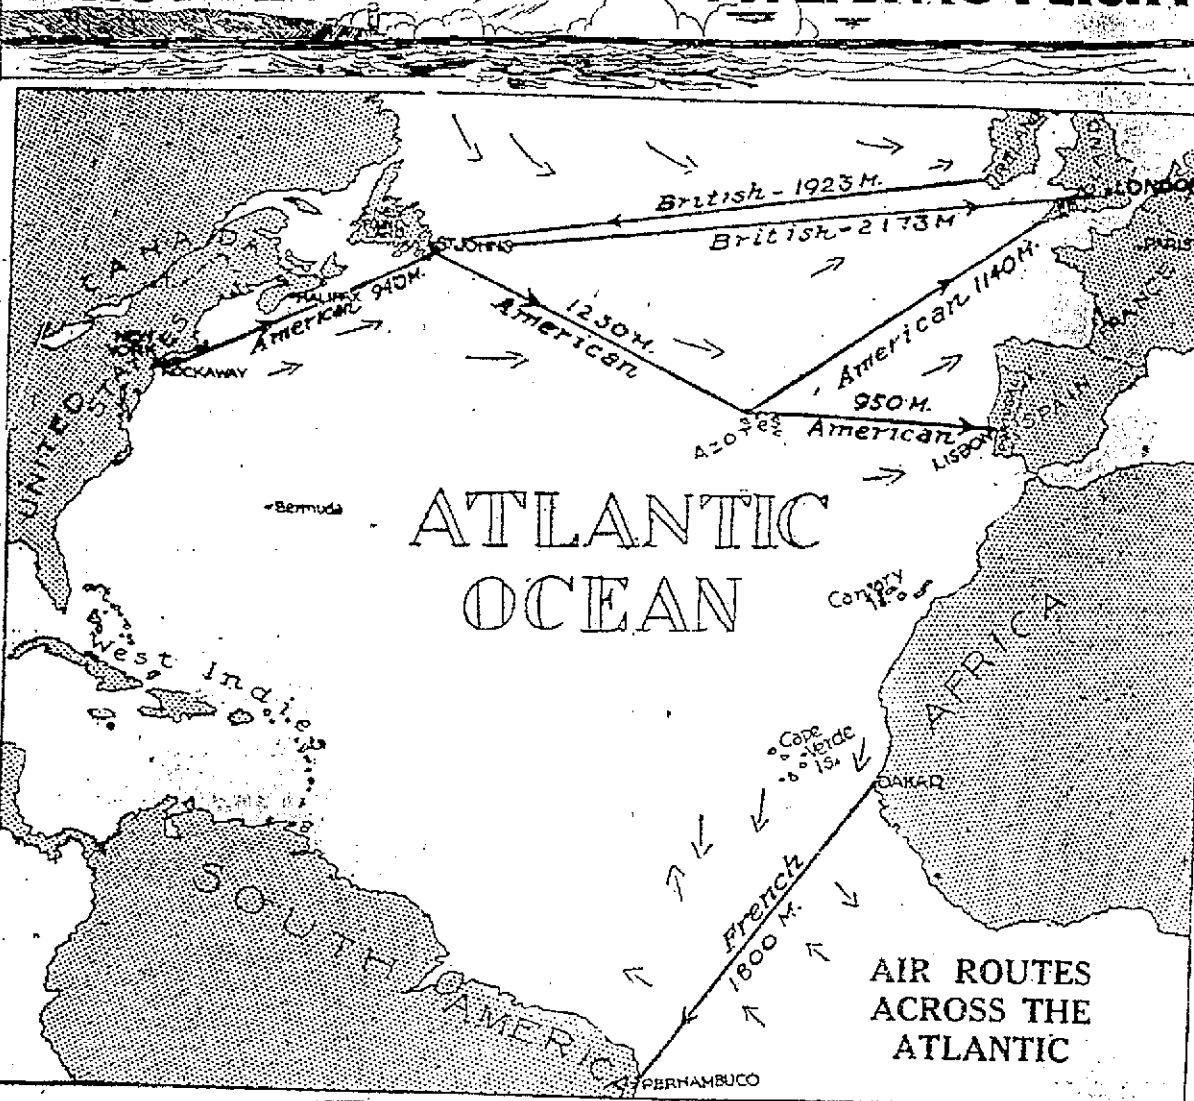 British - 1923 M.
British - 2173 M
LONDON
CANADA
ST JOHNS
PARIS
HALIFAX
940 M.
American
1250 M.
American
American 1140 M.
FRANCE
NEW
YORK
ROCKAWAY
UNITED
STATES
950 M.
American
Azores
LISBON
SPAIN
Bermuda
ATLANTIC
OCEAN
Canary
Is.
AFRICA
West Indies
Cape
Verde
Is.
DAKAR
French
1800 M.
SOUTH
AMERICA
AIR ROUTES
ACROSS THE
ATLANTIC
PERNAMBUCO